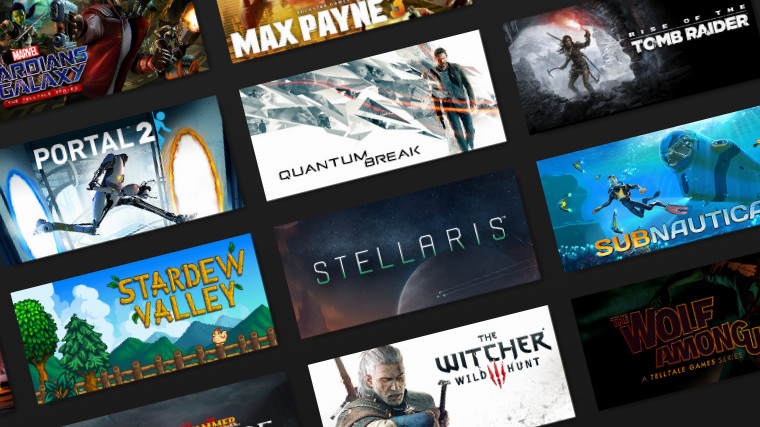 MARVEL
ARDIANS
GALAXY
THE TELLTALE SERIES
MAX PAYNE 3
RISE OF THE
TOMB RAIDER
PORTAL 2
QUANTUM BREAK
SUBNAUTICA
STELLARIS
STARDEW
VALLEY
THE
WITCHER
WILD HUNT
THE
WOLF
AMONG U
A TELLTALE GAMES SERIES